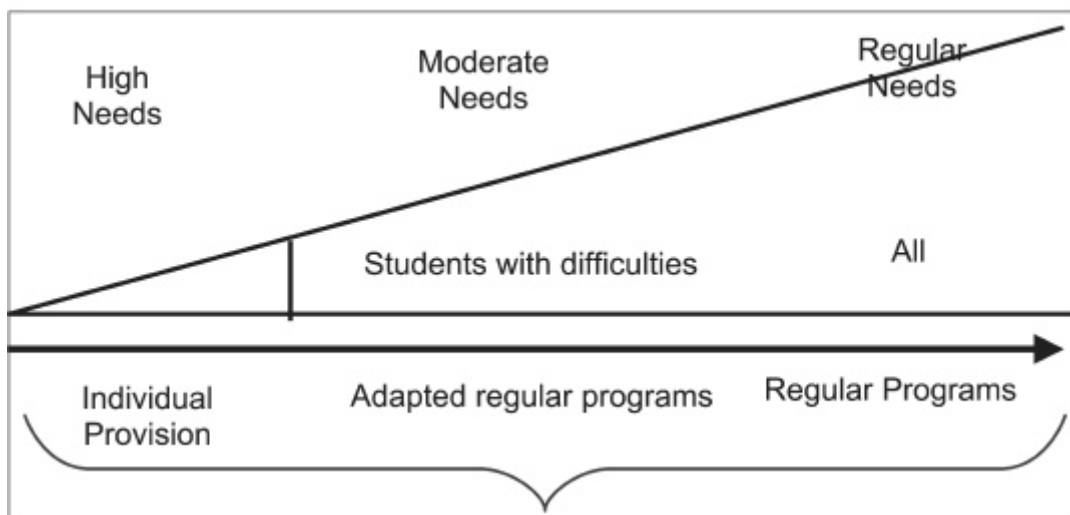 High
Needs
Moderate
Needs
Regular
Needs
Students with difficulties
All
Individual
Provision
Adapted regular programs
Regular Programs